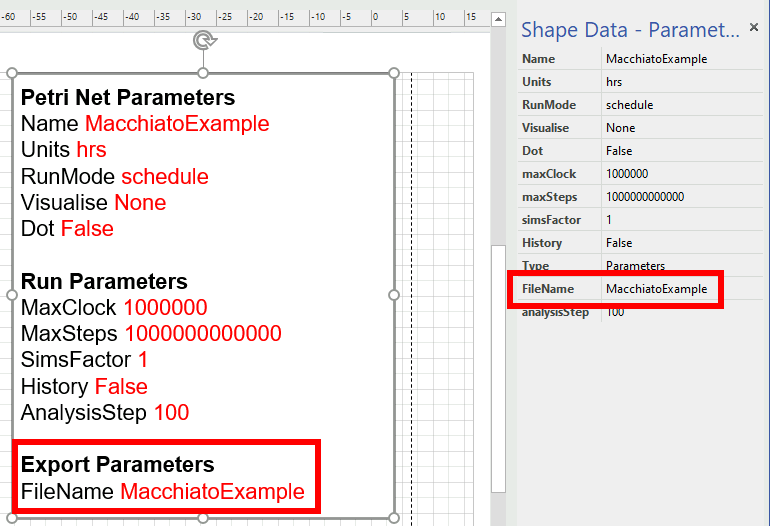 -60 -55 -50 -45 -40 -35 -30 -25 -20 -15 -10 -5 0 5 10 15
Petri Net Parameters
Name MacchiatoExample
Units hrs
RunMode schedule
Visualise None
Dot False
Run Parameters
MaxClock 1000000
MaxSteps 1000000000000
SimsFactor 1
History False
AnalysisStep 100
Export Parameters
FileName MacchiatoExample
Shape Data - Paramet...
Name MacchiatoExample
Units hrs
RunMode schedule
Visualise None
Dot False
maxClock 1000000
maxSteps 1000000000000
simsFactor 1
History False
Type Parameters
FileName MacchiatoExample
analysisStep 100